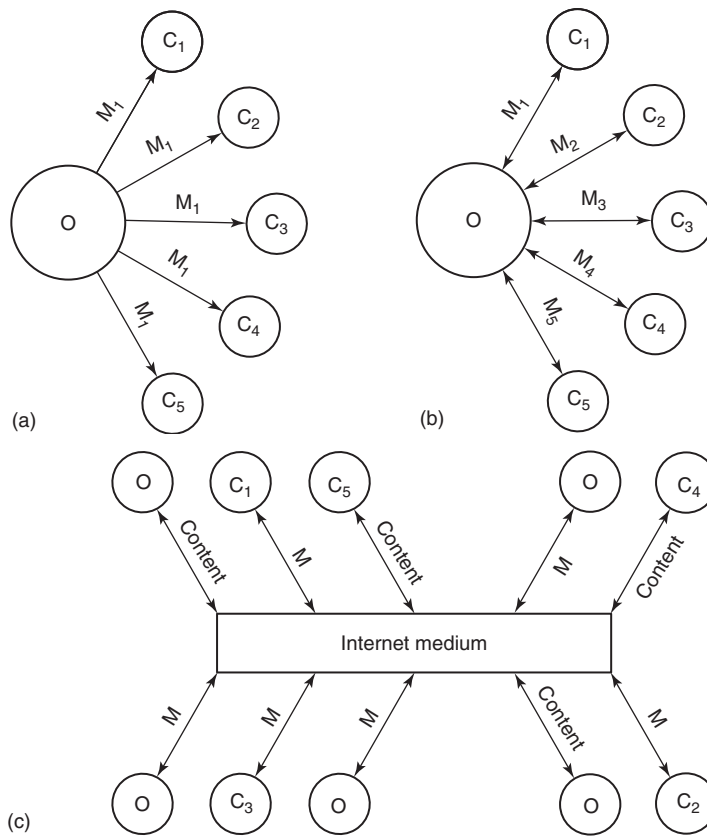 C₁
M₁
C₂
M₁
O
M₁
C₃
M₁
C₄
M₁
C₅
(a)
C₁
M₁
C₂
M₂
O
M₃
C₃
M₄
C₄
M₅
C₅
(b)
O
C₁
C₅
O
C₄
Content
M
Content
M
Content
Internet medium
M
M
M
Content
M
O
C₃
O
O
C₂
(c)